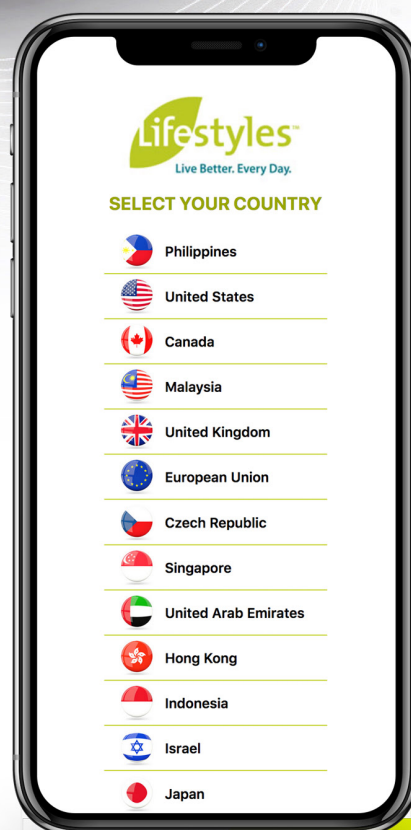 Lifestyles™
Live Better. Every Day.
SELECT YOUR COUNTRY
Philippines
United States
Canada
Malaysia
United Kingdom
European Union
Czech Republic
Singapore
United Arab Emirates
Hong Kong
Indonesia
Israel
Japan